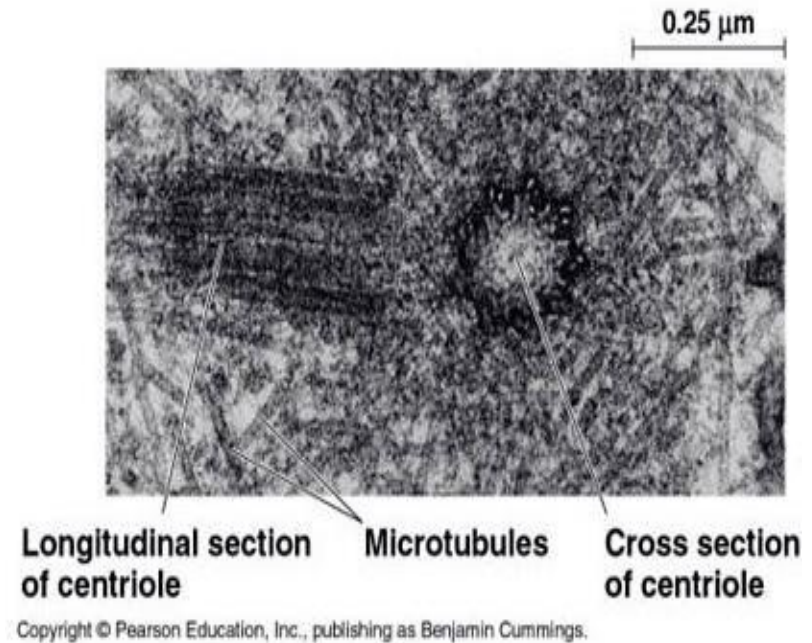 0.25 µm
Longitudinal section
of centriole
Microtubules
Cross section
of centriole
Copyright © Pearson Education, Inc., publishing as Benjamin Cummings.